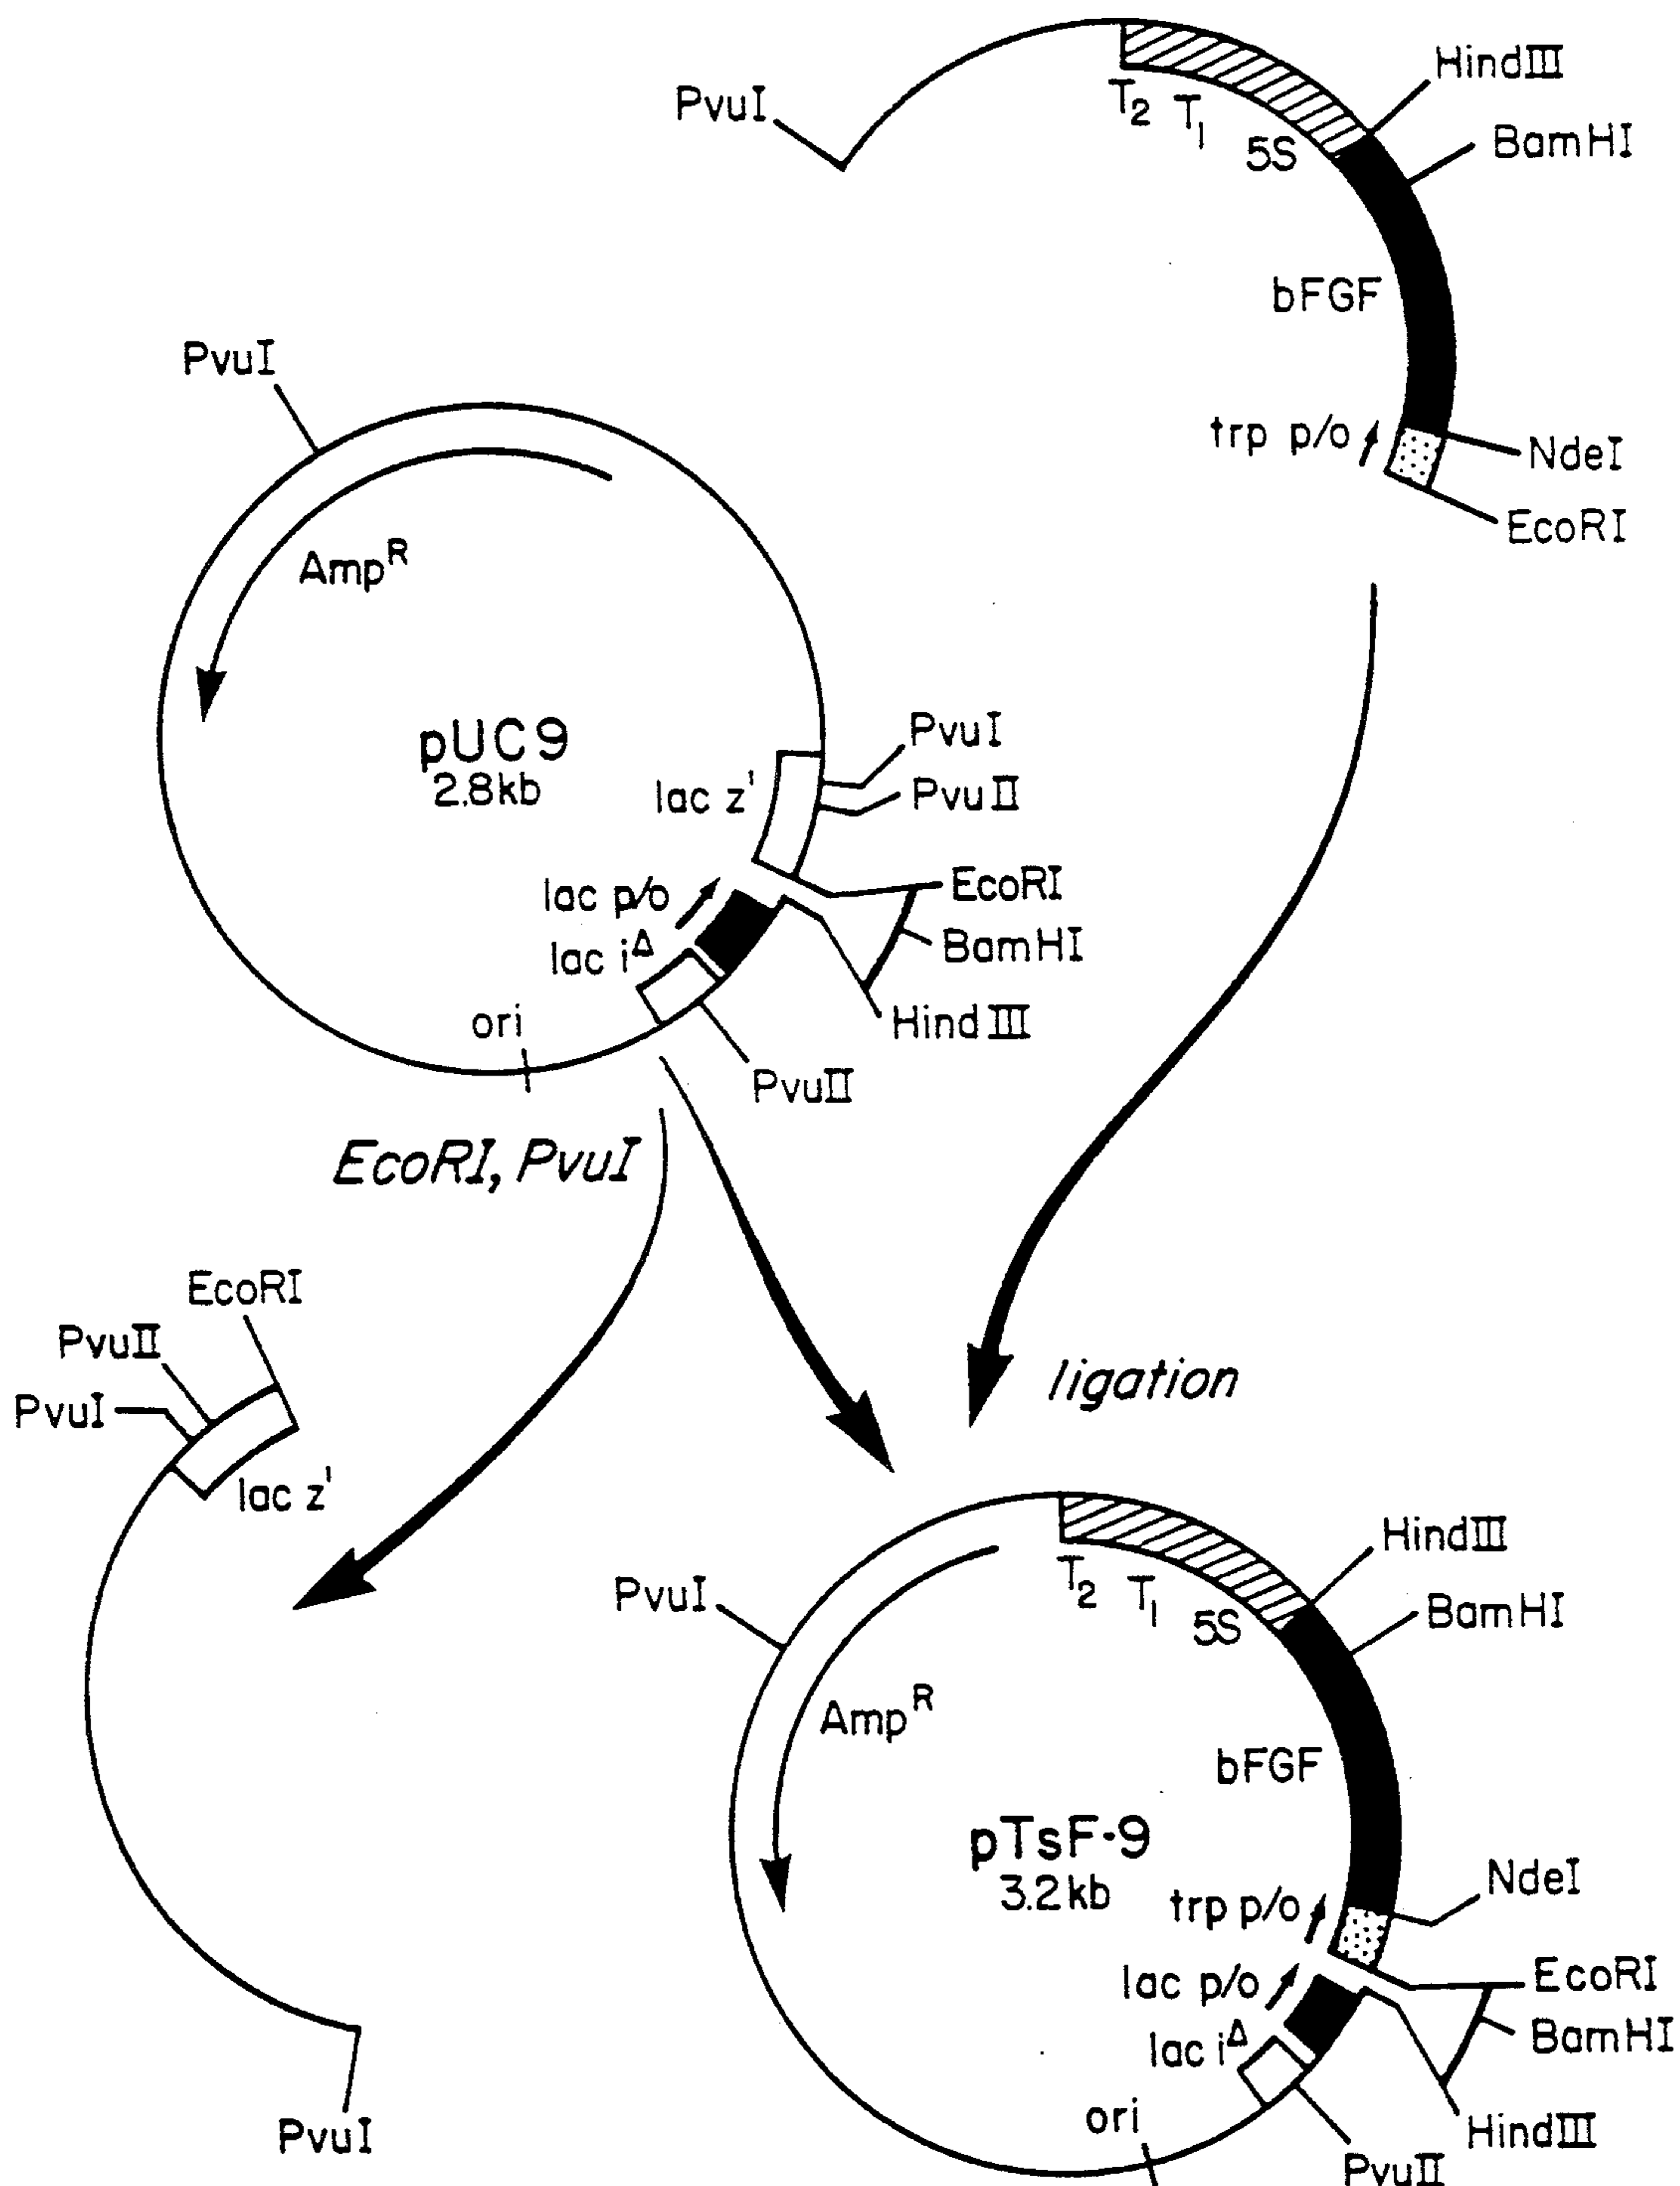 PvuI
T2
T1
5S
HindIII
BamHI
bFGF
trp p/o
NdeI
EcoRI
PvuI
AmpR
pUC9
2.8kb
lac z'
PvuI
PvuII
lac p/o
lac iΔ
EcoRI
BamHI
HindIII
ori
PvuII
EcoRI, PvuI
EcoRI
PvuII
PvuI
lac z'
PvuI
ligation
PvuI
T2
T1
5S
HindIII
BamHI
AmpR
bFGF
pTsF-9
3.2kb
trp p/o
NdeI
lac p/o
lac iΔ
EcoRI
BamHI
HindIII
ori
PvuII